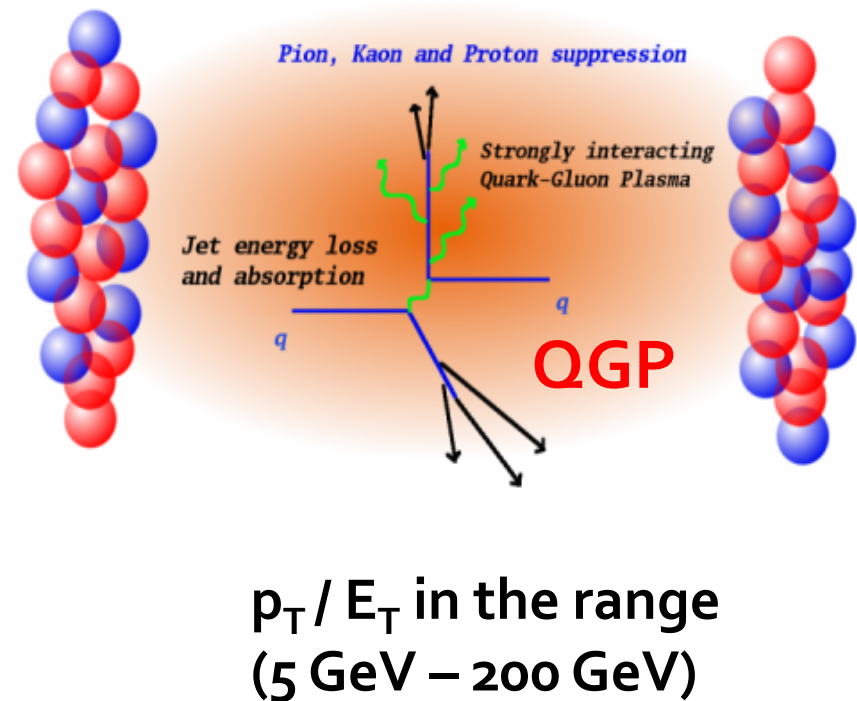 Pion, Kaon and Proton suppression
Strongly interacting
Quark-Gluon Plasma
Jet energy loss
and absorption
q
q
QGP
pT / ET in the range
(5 GeV – 200 GeV)